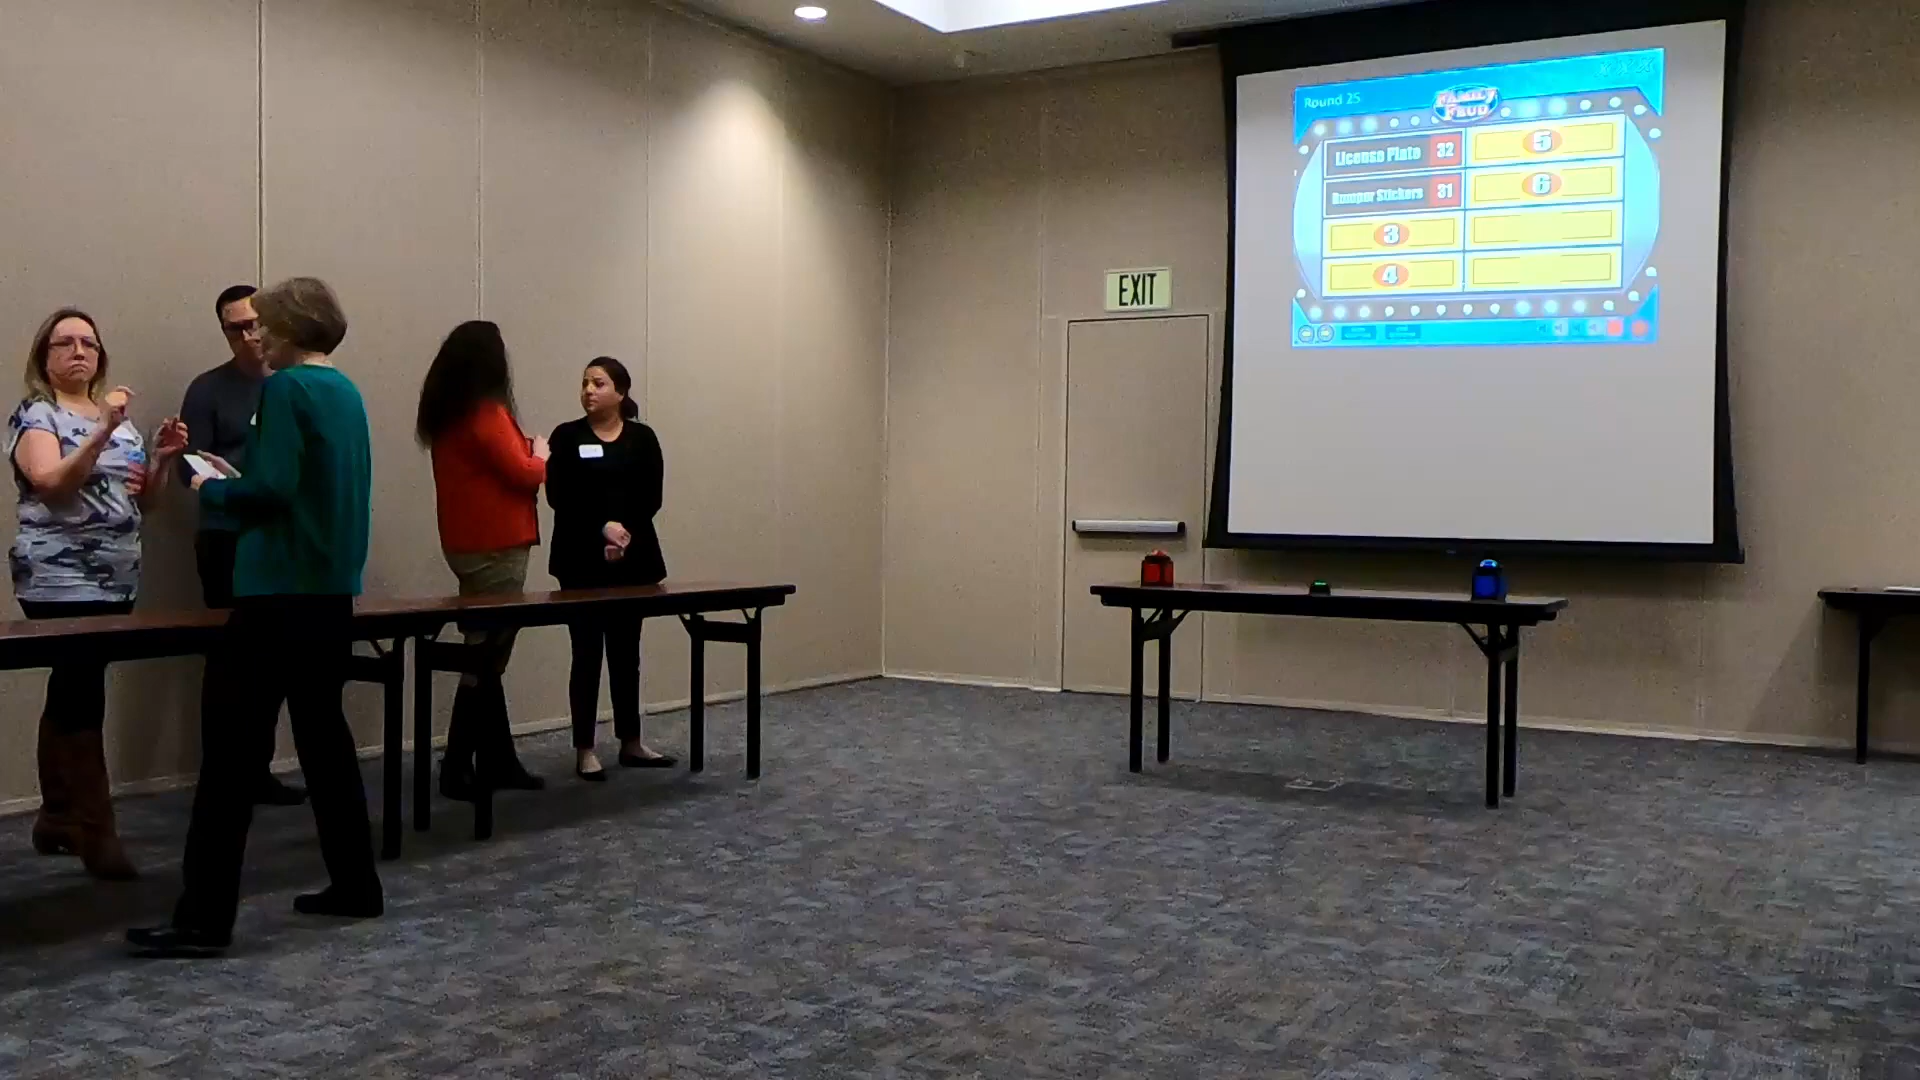 Round 25
FAMILY
FEUD
License Plate 32
Bumper Stickers 31
3
4
5
6
EXIT